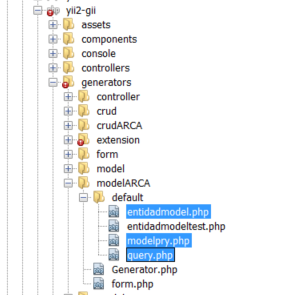 yii2-gii
assets
components
console
controllers
generators
controller
crud
crudARCA
extension
form
model
modelARCA
default
entidadmodel.php
entidadmodeltest.php
modelpry.php
query.php
Generator.php
form.php